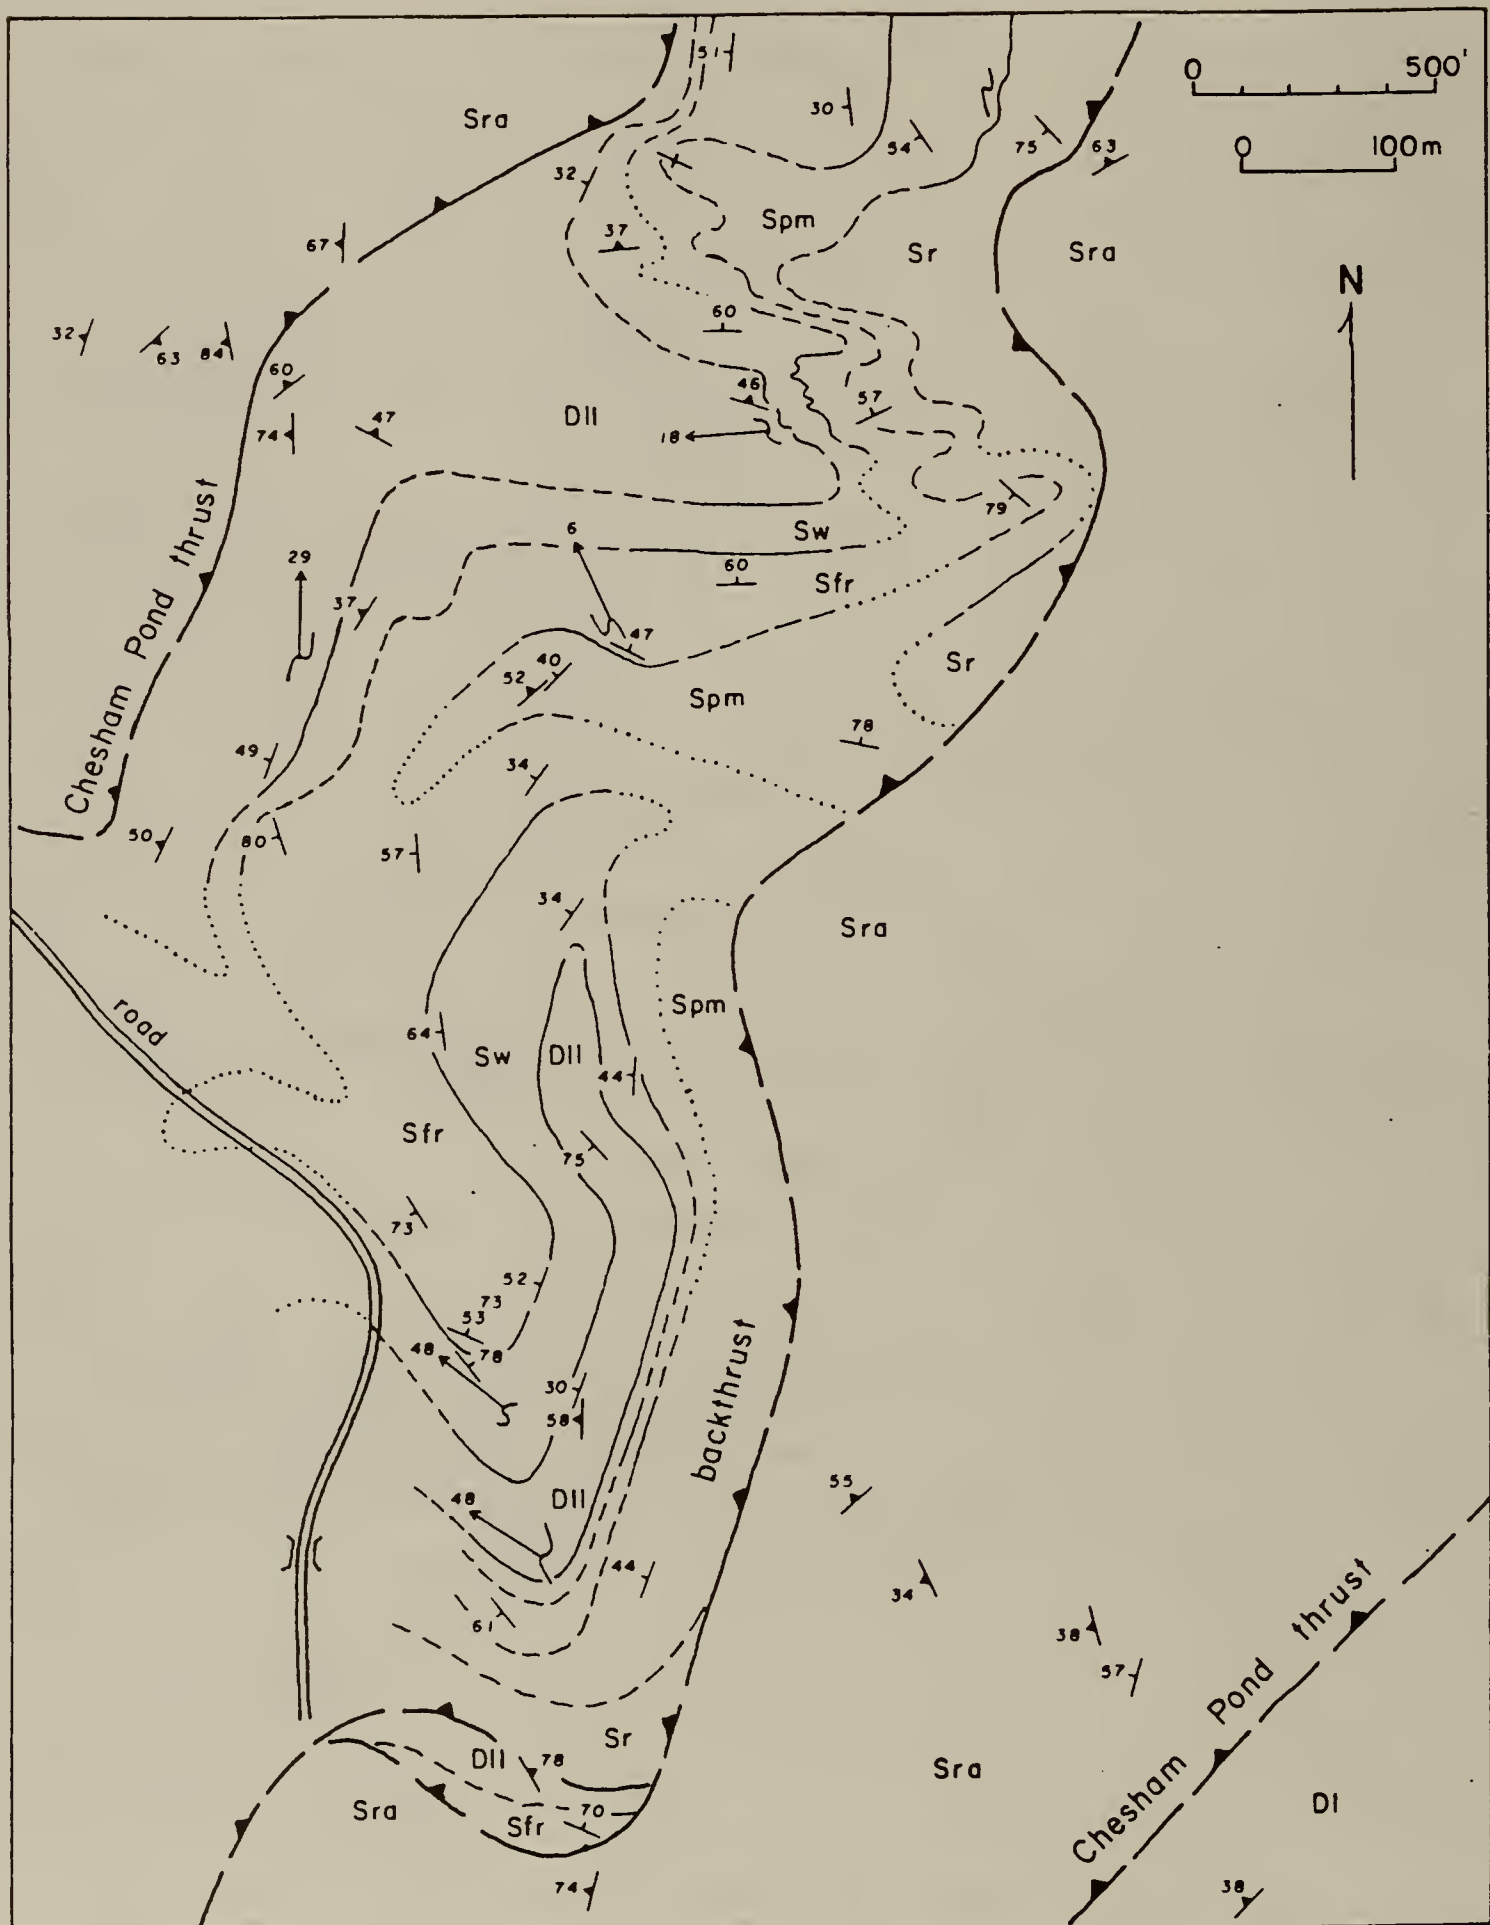 51
0 500'
Sra
30
54
75
63
0 100m
32
Spm
37
67
Sr
Sra
N
60
32
63
84
60
46
57
Dll
47
18
74
79
Sw
6
29
60
Sfr
37
47
Sr
40
52
Spm
78
Chesham Pond thrust
49
34
50
80
57
34
Sra
Spm
road
64
Sw
Dll
44
Sfr
75
73
52
73
53
48
78
30
58
backthrust
55
48
Dll
44
34
61
38
57
Chesham Pond thrust
Sr
Dll
78
Sra
Sra
70
Sfr
Dl
74
38